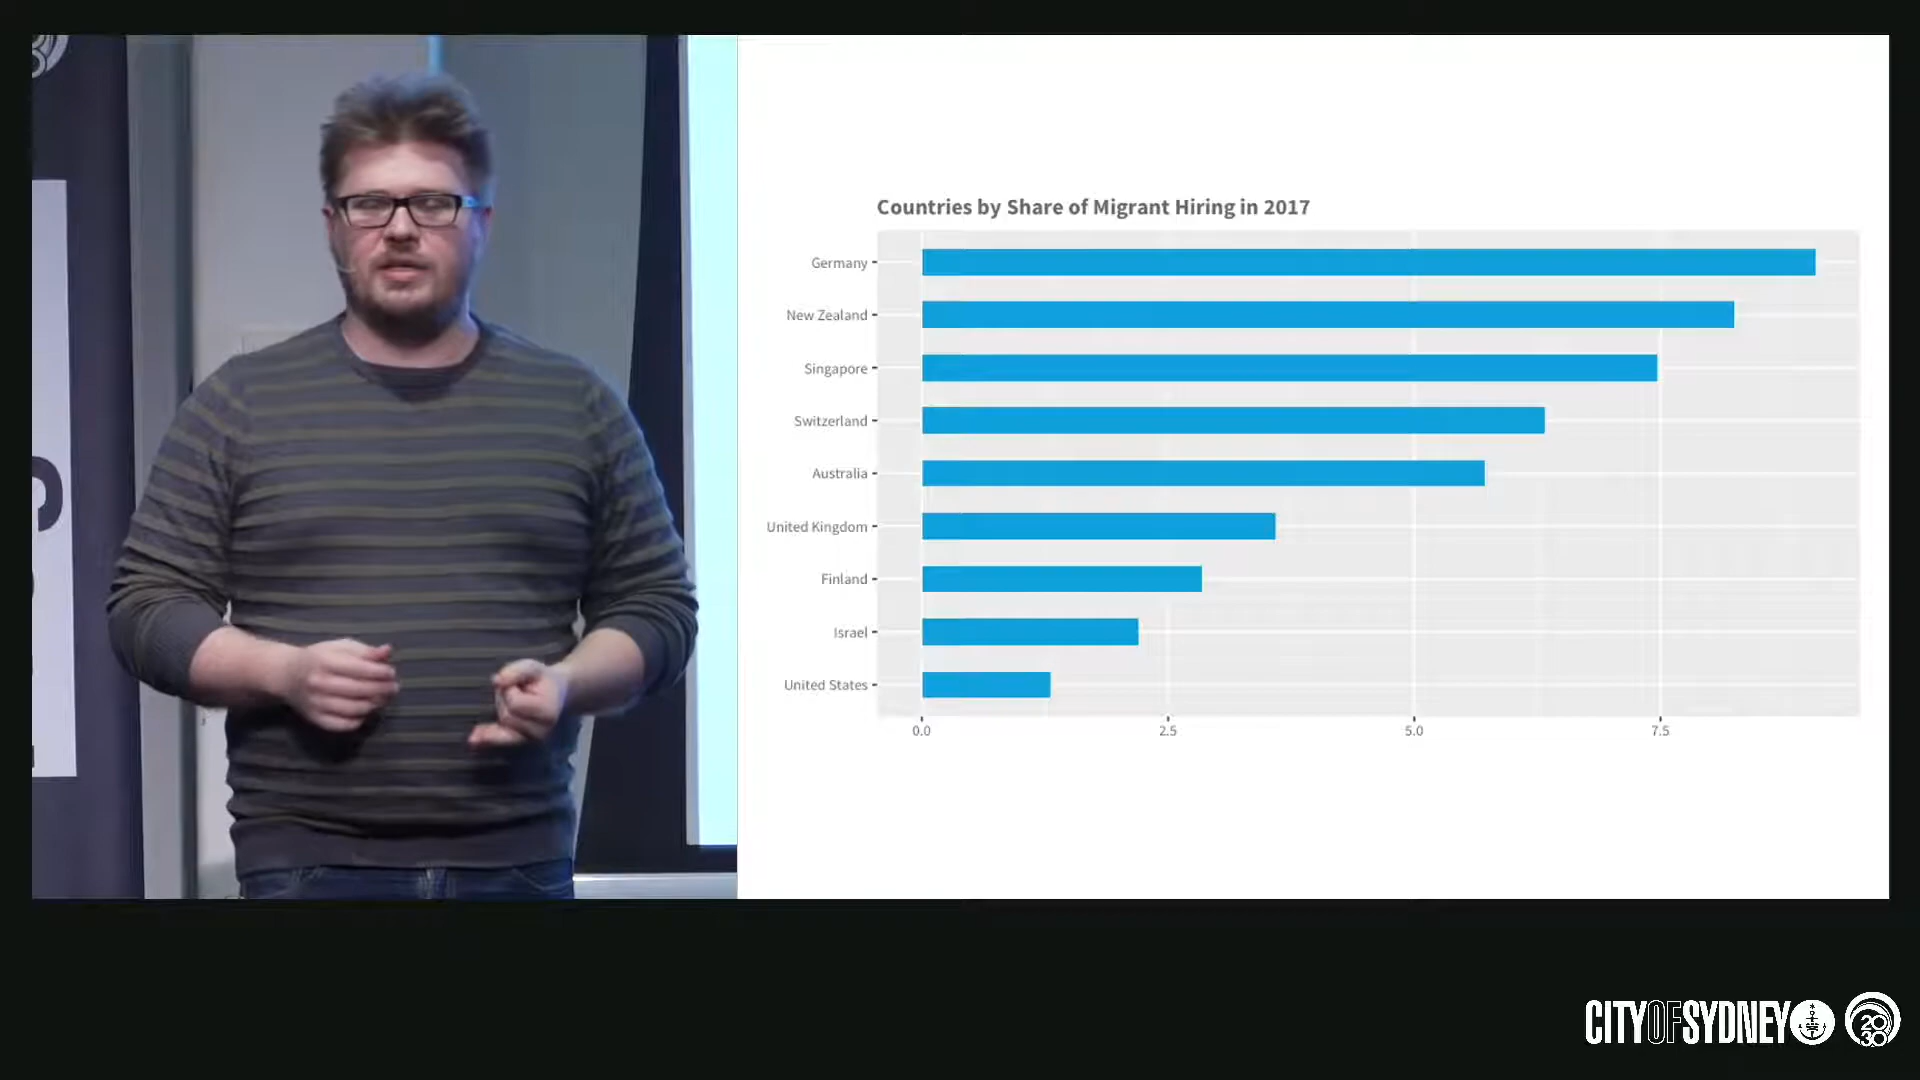 Countries by Share of Migrant Hiring in 2017
Germany
New Zealand
Singapore
Switzerland
Australia
United Kingdom
Finland
Israel
United States
0.0 2.5 5.0 7.5
CITYOFSYDNEY 2030